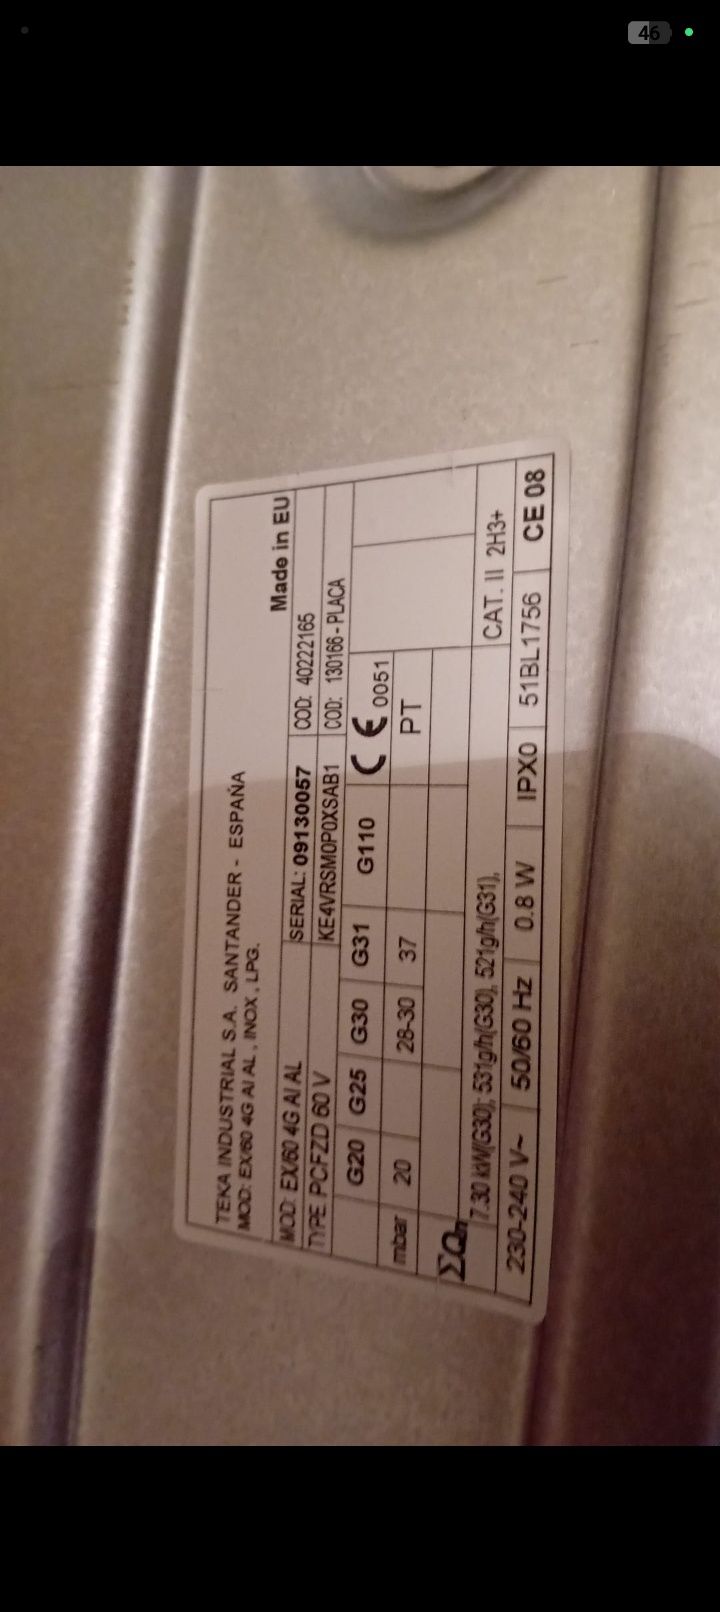 46
TEKA INDUSTRIAL S.A. SANTANDER - ESPAÑA
MOD: EX/60 4G AI AL , INOX , LPG.
Made in EU
MOD: EX/60 4G AI AL SERIAL: 09130057 COD: 40222165
TYPE PCFZD 60 V KE4VRSM0P0XSAB1 COD: 130166 - PLACA
G20 G25 G30 G31 G110 CE 0051
mbar 20 28-30 37 PT
ΣQn 7.30 kW(G30); 531g/h(G30), 521g/h(G31),
CAT. II 2H3+
230-240 V~ 50/60 Hz 0.8 W IPX0 51BL1756 CE 08